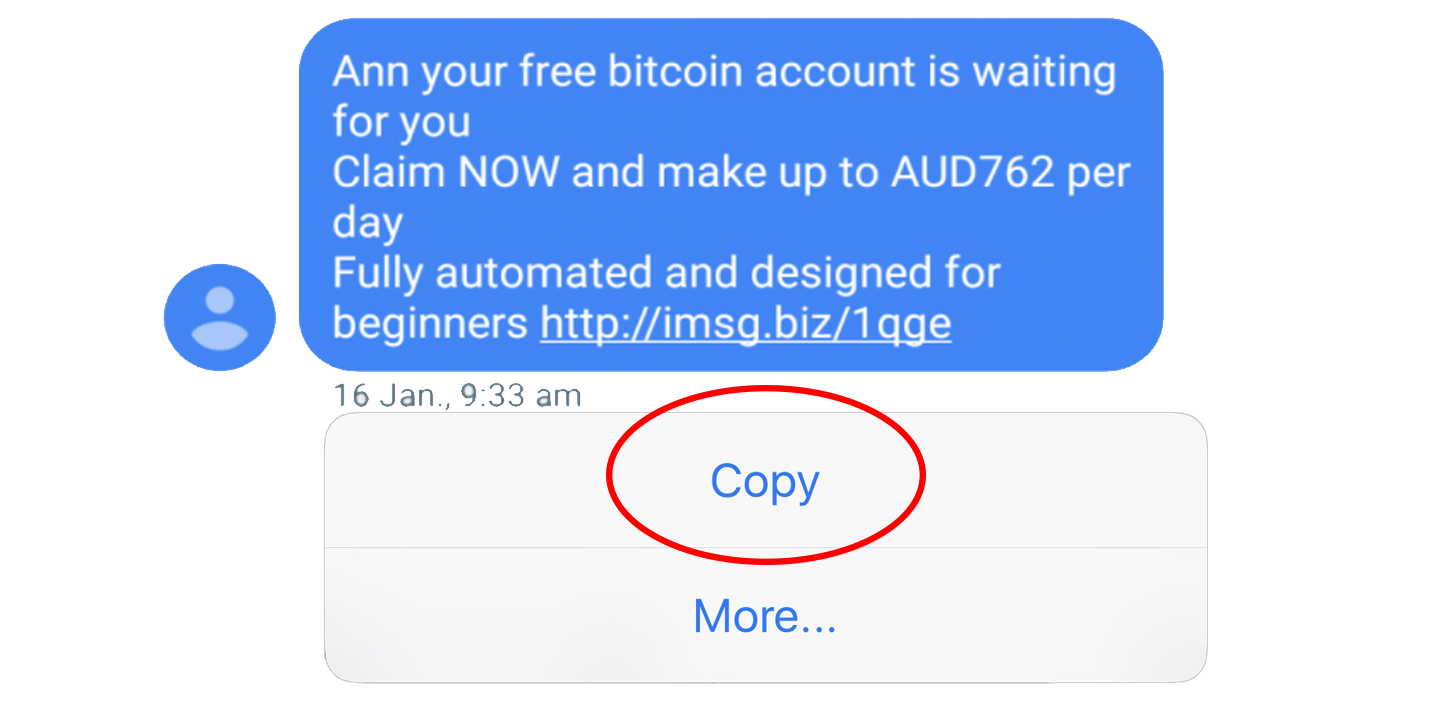 Ann your free bitcoin account is waiting
for you
Claim NOW and make up to AUD762 per
day
Fully automated and designed for
beginners http://imsg.biz/1qge
16 Jan., 9:33 am
Copy
More...